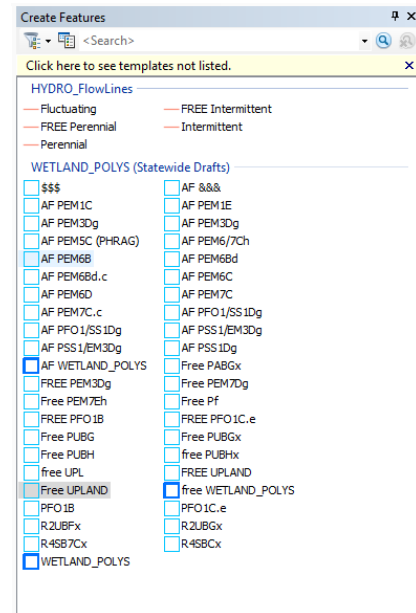 Create Features
<Search>
Click here to see templates not listed.
HYDRO_FlowLines
Fluctuating FREE Intermittent
FREE Perennial Intermittent
Perennial
WETLAND_POLYS (Statewide Drafts)
$$$ AF &&&
AF PEM1C AF PEM1E
AF PEM3Dg AF PEM3Dg
AF PEM5C (PHRAG) AF PEM6/7Ch
AF PEM6B AF PEM6Bd
AF PEM6Bd.c AF PEM6C
AF PEM6D AF PEM7C
AF PEM7C.c AF PFO1/SS1Dg
AF PFO1/SS1Dg AF PSS1/EM3Dg
AF PSS1/EM3Dg AF PSS1Dg
AF WETLAND_POLYS Free PABGx
FREE PEM3Dg Free PEM7Dg
Free PEM7Eh Free Pf
FREE PFO1B FREE PFO1C.e
Free PUBG Free PUBGx
Free PUBH free PUBHx
free UPL FREE UPLAND
Free UPLAND free WETLAND_POLYS
PFO1B PFO1C.e
R2UBFx R2UBGx
R4SB7Cx R4SBCx
WETLAND_POLYS